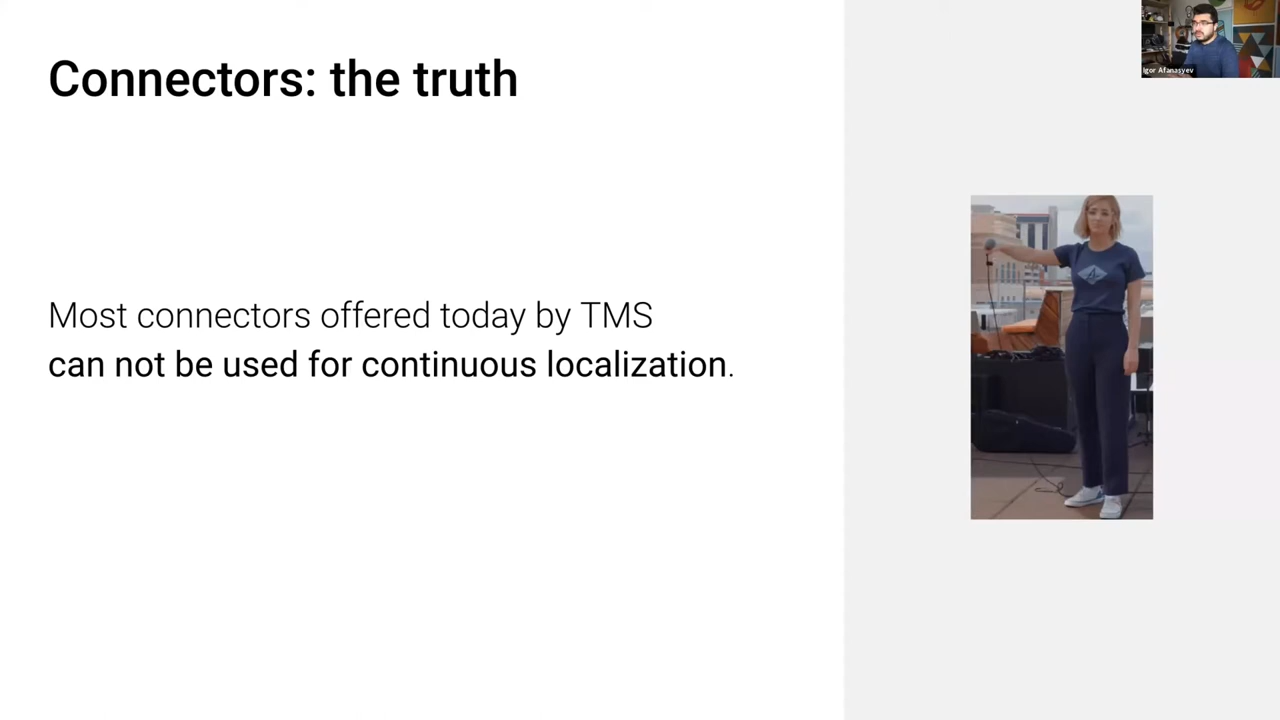 Connectors: the truth
Igor Afanasyev
Most connectors offered today by TMS
can not be used for continuous localization.